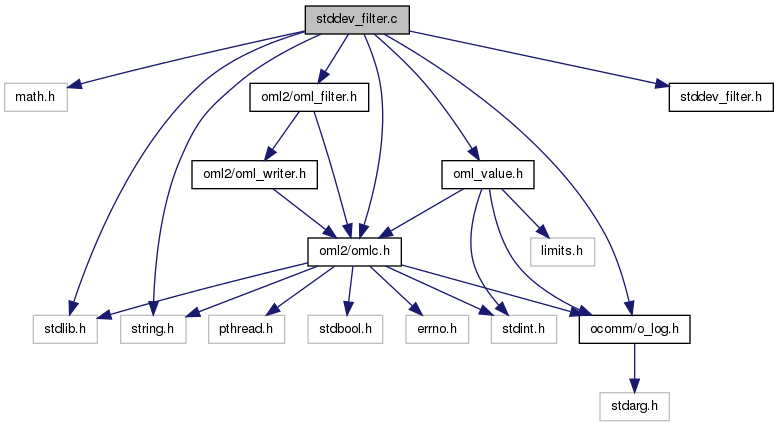 stddev_filter.c
math.h
oml2/oml_filter.h
stddev_filter.h
oml2/oml_writer.h
oml_value.h
oml2/omlc.h
limits.h
stdlib.h
string.h
pthread.h
stdbool.h
errno.h
stdint.h
ocomm/o_log.h
stdarg.h